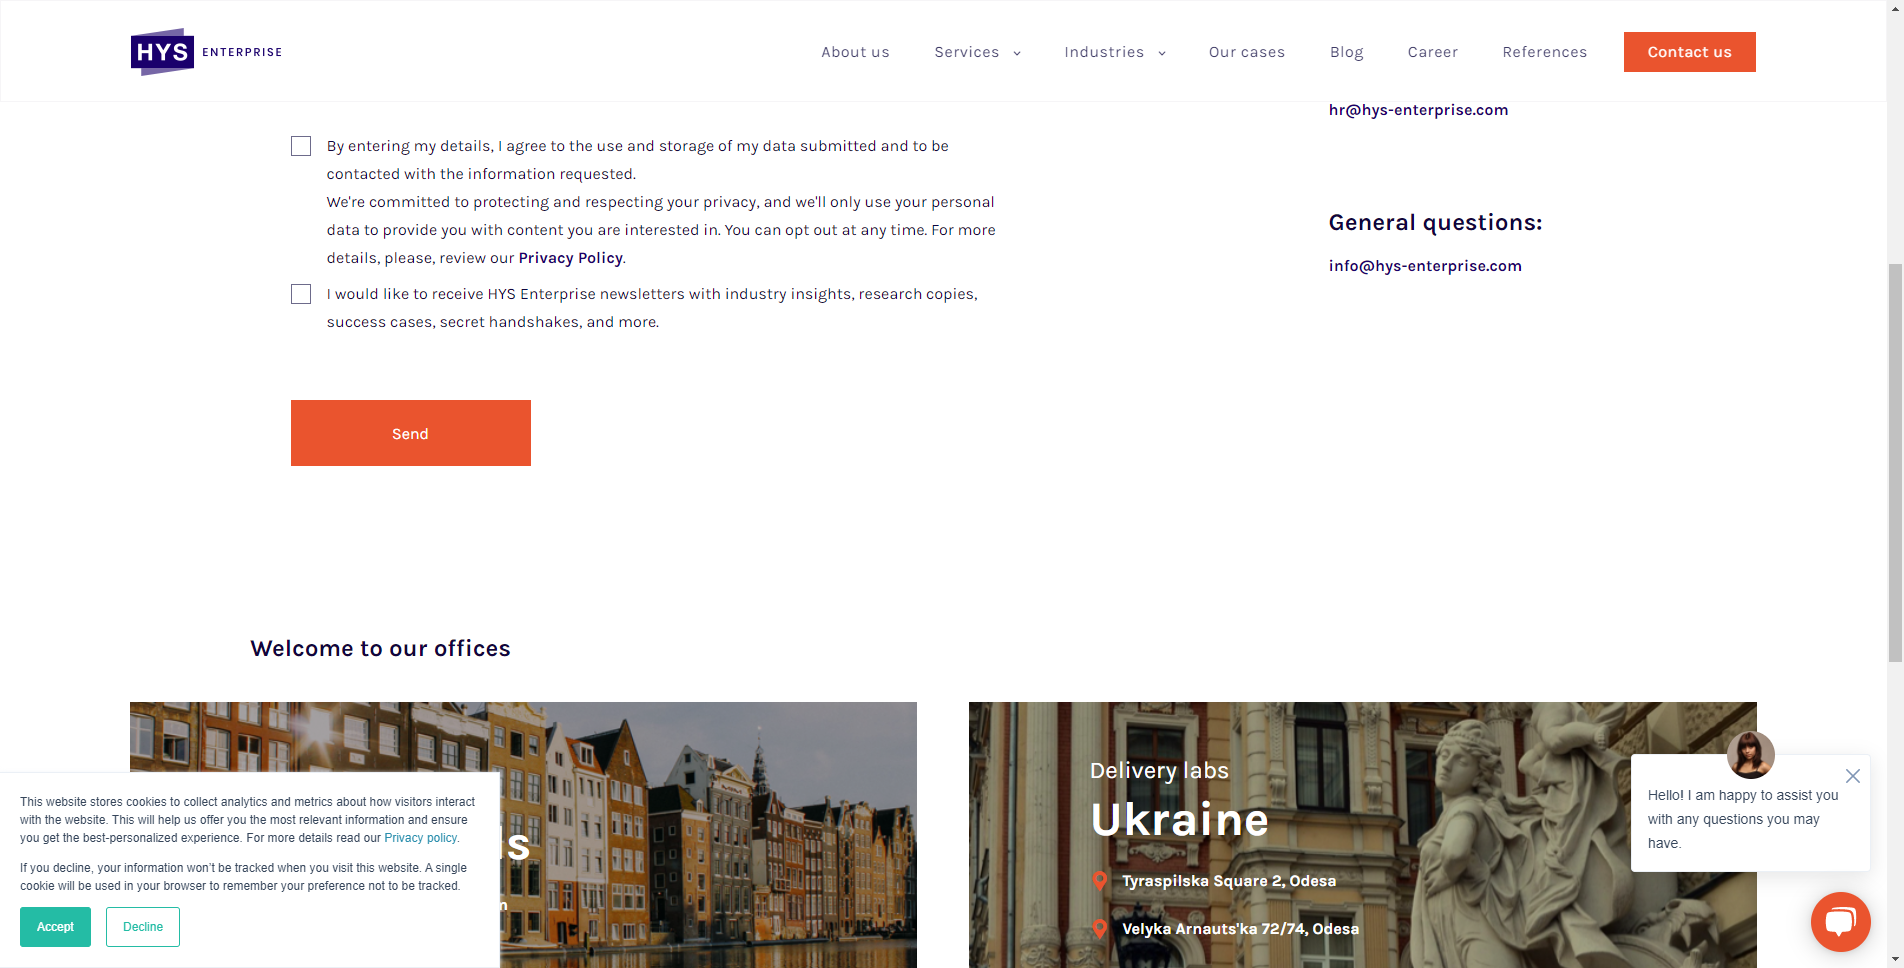 HYS ENTERPRISE
About us
Services
Industries
Our cases
Blog
Career
References
Contact us
hr@hys-enterprise.com
By entering my details, I agree to the use and storage of my data submitted and to be
contacted with the information requested.
We're committed to protecting and respecting your privacy, and we'll only use your personal
data to provide you with content you are interested in. You can opt out at any time. For more
details, please, review our Privacy Policy.
I would like to receive HYS Enterprise newsletters with industry insights, research copies,
success cases, secret handshakes, and more.
Send
General questions:
info@hys-enterprise.com
Welcome to our offices
This website stores cookies to collect analytics and metrics about how visitors interact
with the website. This will help us offer you the most relevant information and ensure
you get the best-personalized experience. For more details read our Privacy policy.
If you decline, your information won't be tracked when you visit this website. A single
cookie will be used in your browser to remember your preference not to be tracked.
Accept
Decline
Delivery labs
Ukraine
Tyraspilska Square 2, Odesa
Velyka Arnauts'ka 72/74, Odesa
Hello! I am happy to assist you
with any questions you may
have.